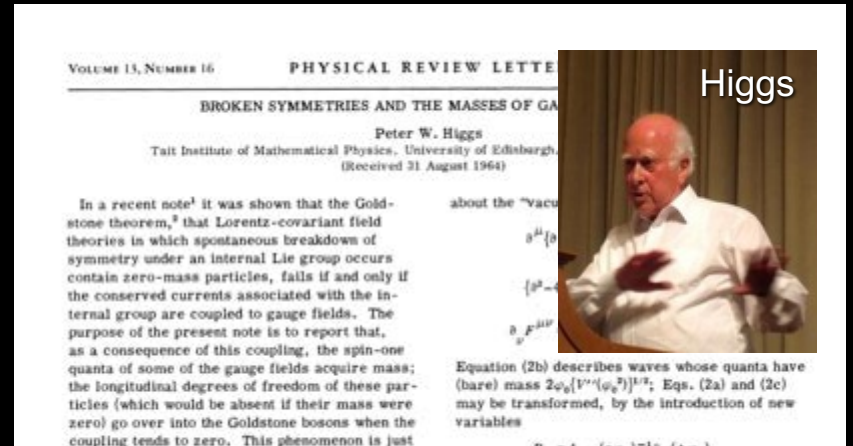 VOLUME 13, NUMBER 16
PHYSICAL REVIEW LETTE
Higgs
BROKEN SYMMETRIES AND THE MASSES OF GA
Peter W. Higgs
Tait Institute of Mathematical Physics, University of Edinburgh,
(Received 31 August 1964)
In a recent note¹ it was shown that the Gold-
stone theorem,² that Lorentz-covariant field
theories in which spontaneous breakdown of
symmetry under an internal Lie group occurs
contain zero-mass particles, fails if and only if
the conserved currents associated with the in-
ternal group are coupled to gauge fields. The
purpose of the present note is to report that,
as a consequence of this coupling, the spin-one
quanta of some of the gauge fields acquire mass;
the longitudinal degrees of freedom of these par-
ticles (which would be absent if their mass were
zero) go over into the Goldstone bosons when the
coupling tends to zero. This phenomenon is just
about the "vacu
Equation (2b) describes waves whose quanta have
(bare) mass 2φ₀{V''(φ₀²)}¹/²; Eqs. (2a) and (2c)
may be transformed, by the introduction of new
variables